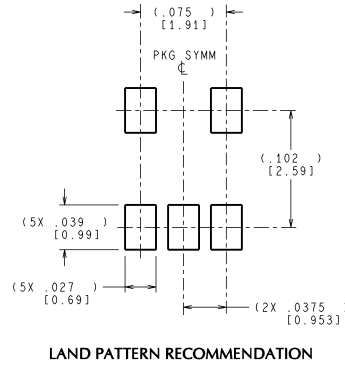 (.075 )
[1.91]
PKG SYMM
℄
(.102 )
[2.59]
(5X .039 )
[0.99]
(5X .027 )
[0.69]
(2X .0375 )
[0.953]
LAND PATTERN RECOMMENDATION